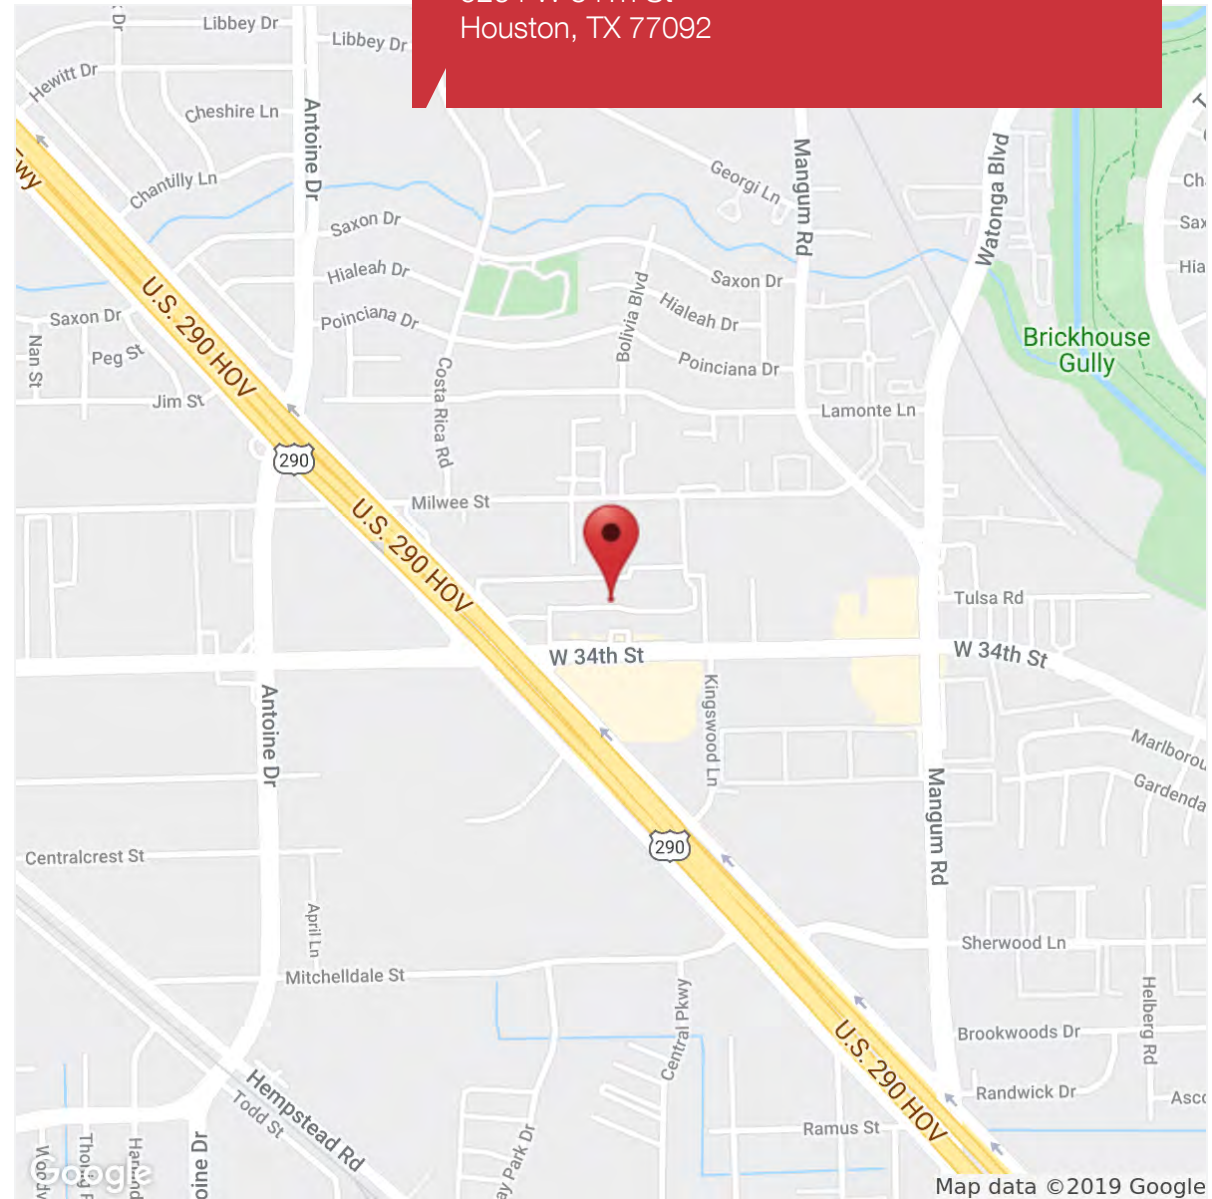 Houston, TX 77092
Dr
Libbey Dr
Libbey Dr
Hewitt Dr
Cheshire Ln
Antoine Dr
Chantilly Ln
Georgi Ln
Mangum Rd
Watonga Blvd
Saxon Dr
Hialeah Dr
Poinciana Dr
Saxon Dr
Hialeah Dr
Poinciana Dr
Bolivia Blvd
Costa Rica Rd
U.S. 290 HOV
Saxon Dr
Nan St
Peg St
Jim St
Brickhouse
Gully
Lamonte Ln
290
Milwee St
U.S. 290 HOV
Tulsa Rd
W 34th St
W 34th St
Antoine Dr
Kingswood Ln
Mangum Rd
290
Centralcrest St
April Ln
Mitchelldale St
Central Pkwy
Sherwood Ln
Helberg Rd
Brookwoods Dr
Randwick Dr
Ramus St
U.S. 290 HOV
Hempstead Rd
Todd St
Google
Map data ©2019 Google